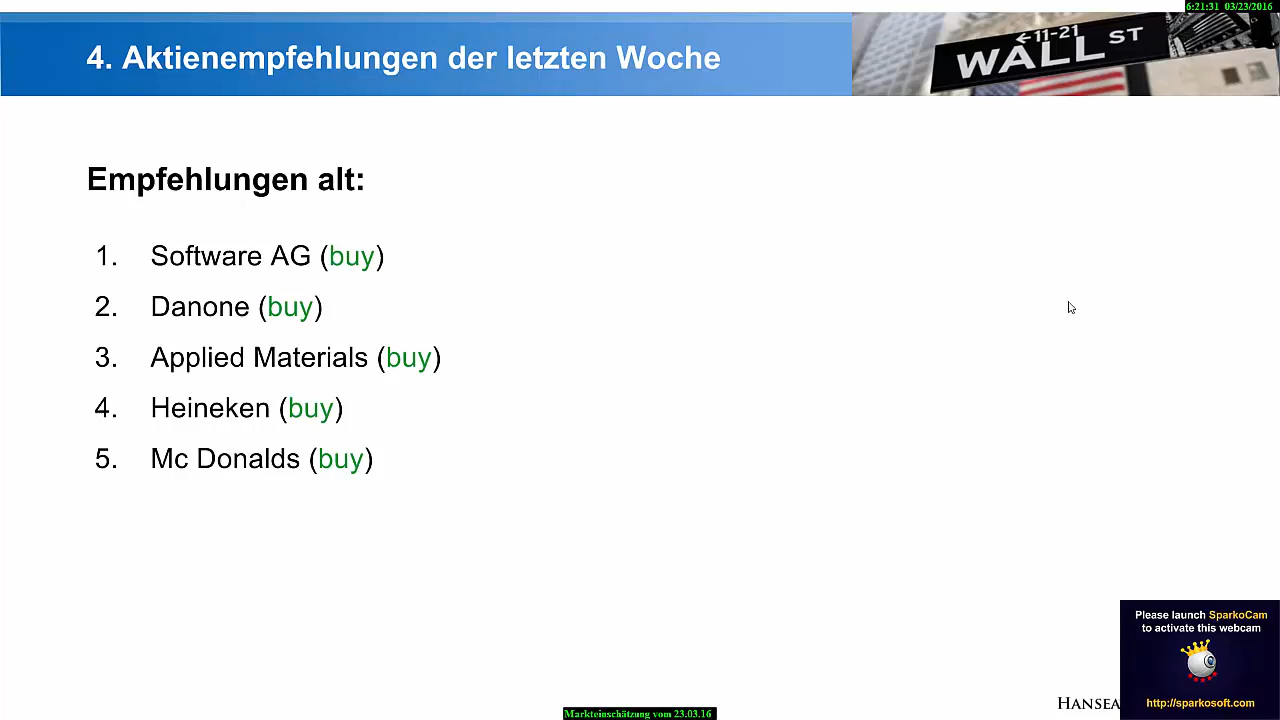 6:21:31 03/23/2016
4. Aktienempfehlungen der letzten Woche
←11-21
WALL ST
Empfehlungen alt:
1. Software AG (buy)
2. Danone (buy)
3. Applied Materials (buy)
4. Heineken (buy)
5. Mc Donalds (buy)
Please launch SparkoCam
to activate this webcam
http://sparkosoft.com
HANSEA
Markteinschätzung vom 23.03.16